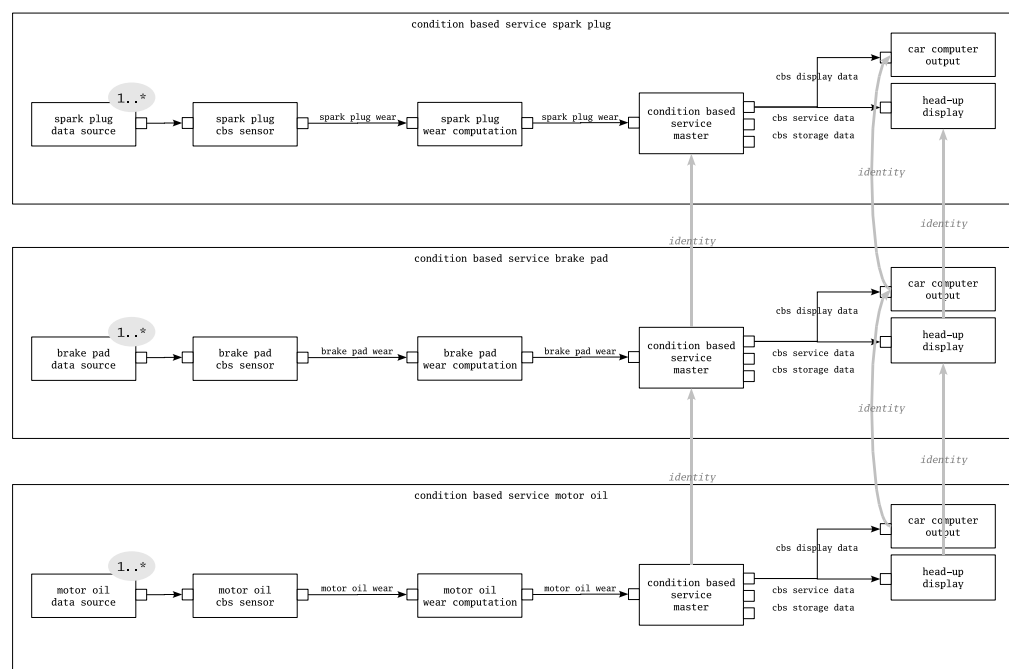 condition based service spark plug
car computer
output
cbs display data
1..*
spark plug
data source
spark plug
cbs sensor
spark plug wear
spark plug
wear computation
spark plug wear
condition based
service
master
head-up
display
cbs service data
cbs storage data
identity
identity
identity
condition based service brake pad
car computer
output
cbs display data
1..*
brake pad
data source
brake pad
cbs sensor
brake pad wear
brake pad
wear computation
brake pad wear
condition based
service
master
head-up
display
cbs service data
cbs storage data
identity
identity
identity
condition based service motor oil
car computer
output
cbs display data
1..*
motor oil
data source
motor oil
cbs sensor
motor oil wear
motor oil
wear computation
motor oil wear
condition based
service
master
head-up
display
cbs service data
cbs storage data